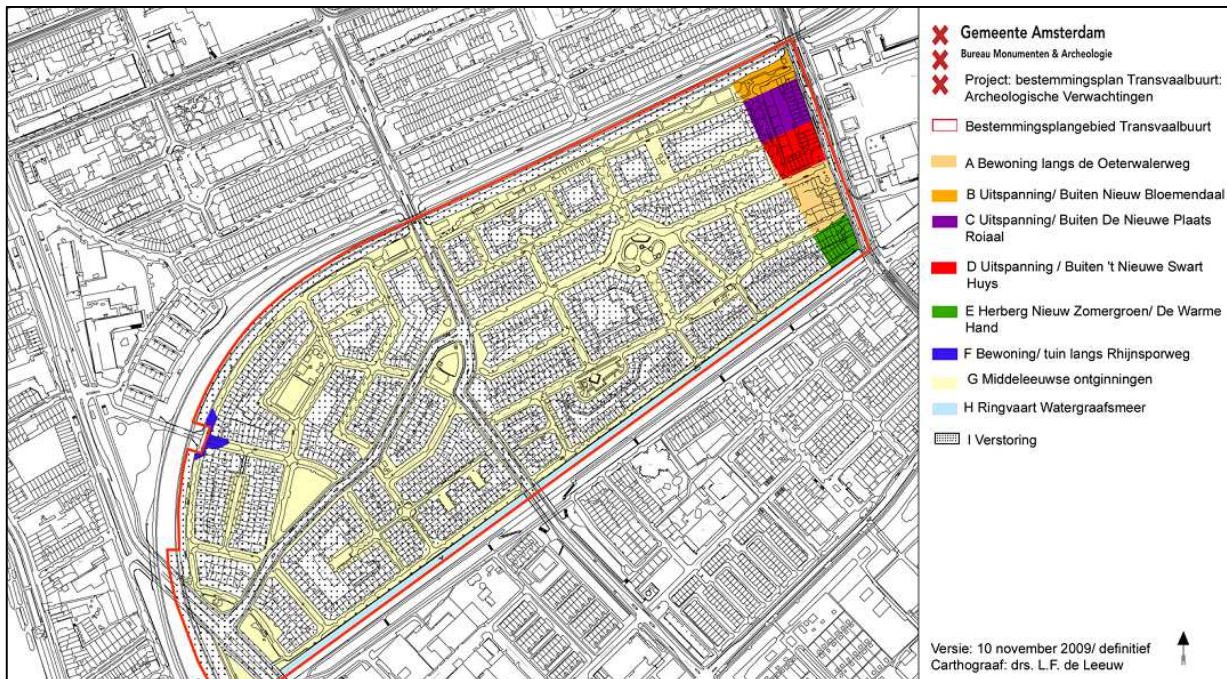 Gemeente Amsterdam
Bureau Monumenten & Archeologie
Project: bestemmingsplan Transvaalbuurt:
Archeologische Verwachtingen
Bestemmingsplangebied Transvaalbuurt
A Bewoning langs de Oeterwalerweg
B Uitspanning/ Buiten Nieuw Bloemendaal
C Uitspanning/ Buiten De Nieuwe Plaats
Roiaal
D Uitspanning / Buiten 't Nieuwe Swart
Huys
E Herberg Nieuw Zomergroen/ De Warme
Hand
F Bewoning/ tuin langs Rhijnsporweg
G Middeleeuwse ontginningen
H Ringvaart Watergraafsmeer
I Verstoring
Versie: 10 november 2009/ definitief
Carthograaf: drs. L.F. de Leeuw